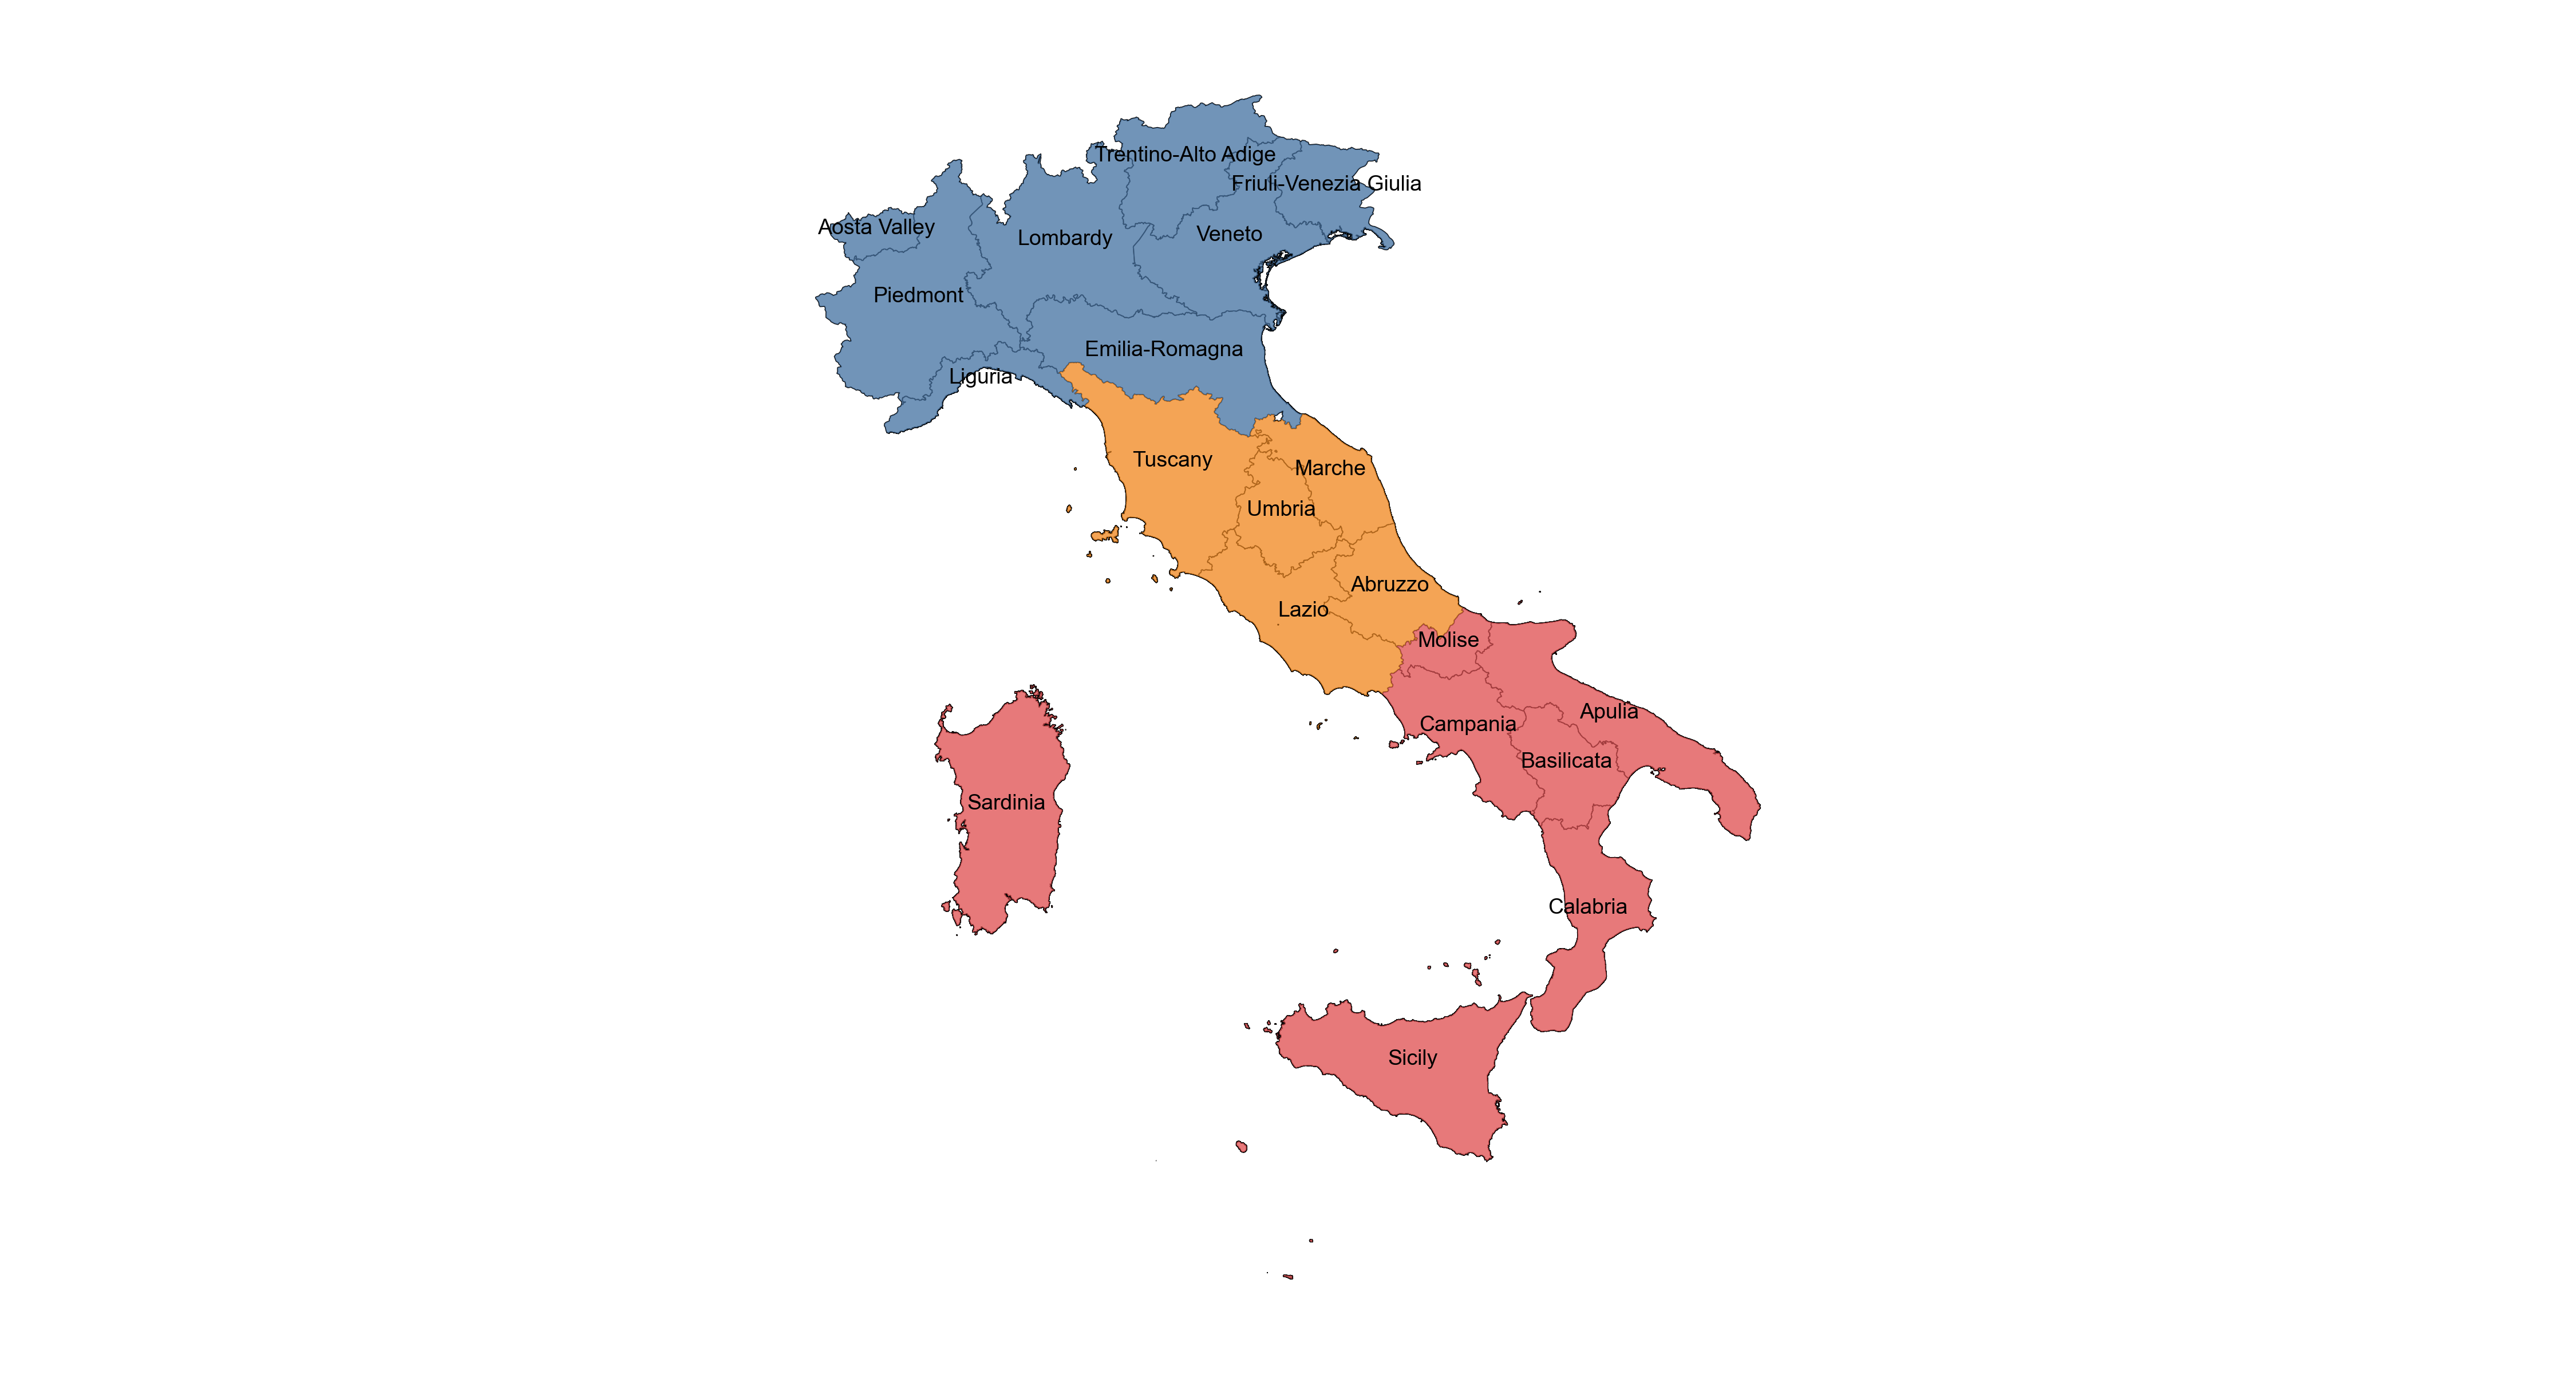 Trentino-Alto Adige
Friuli-Venezia Giulia
Aosta Valley
Lombardy
Veneto
Piedmont
Emilia-Romagna
Liguria
Tuscany
Marche
Umbria
Abruzzo
Lazio
Molise
Apulia
Campania
Basilicata
Sardinia
Calabria
Sicily